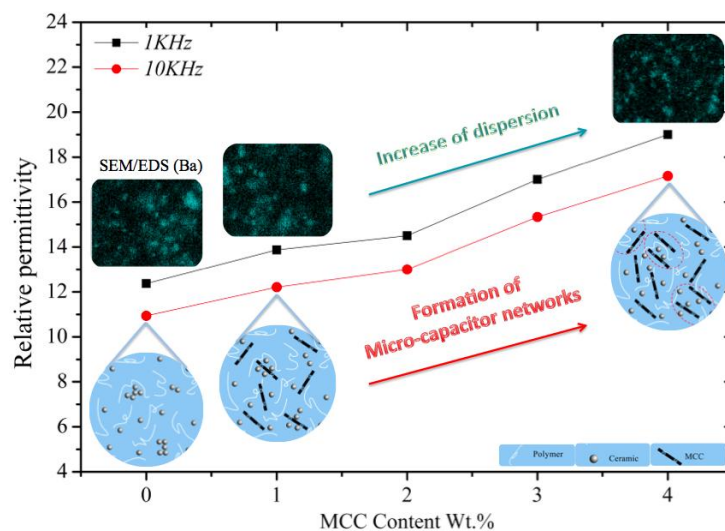 24
22
20
18
16
14
12
10
8
6
4
Relative permittivity
1KHz
10KHz
SEM/EDS (Ba)
Increase of dispersion
Formation of
Micro-capacitor networks
Polymer
Ceramic
MCC
0
1
2
3
4
MCC Content Wt.%